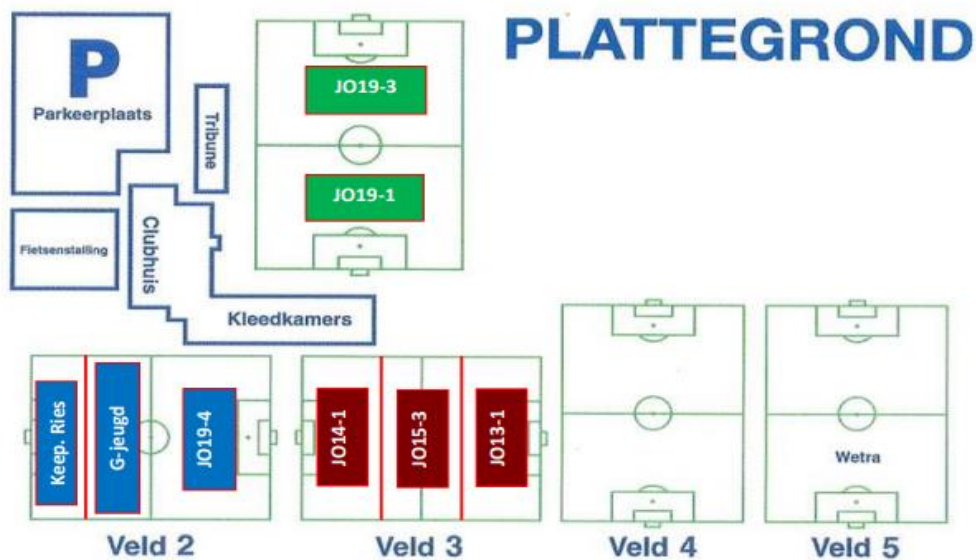 PLATTEGROND
P
Parkeerplaats
Tribune
JO19-3
JO19-1
Fietsenstalling
Clubhuis
Kleedkamers
Keep. Ries
G-jeugd
JO19-4
JO14-1
JO15-3
JO13-1
Wetra
Veld 2
Veld 3
Veld 4
Veld 5